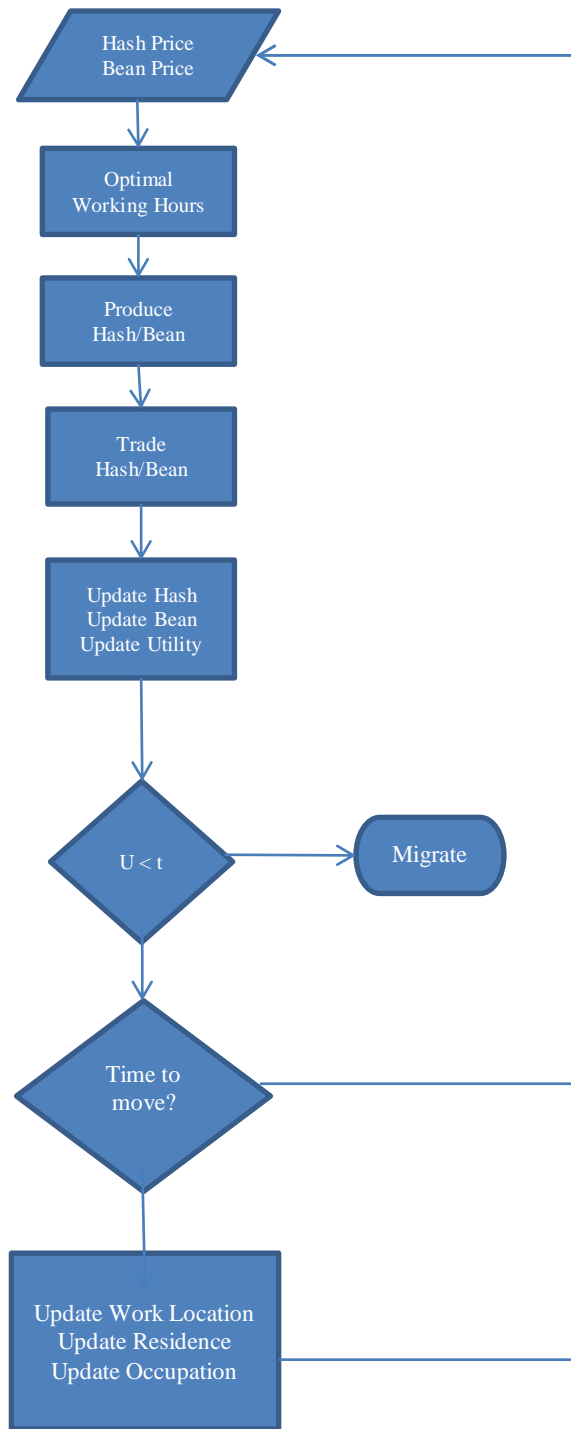 Hash Price
Bean Price
Optimal
Working Hours
Produce
Hash/Bean
Trade
Hash/Bean
Update Hash
Update Bean
Update Utility
U < t
Migrate
Time to
move?
Update Work Location
Update Residence
Update Occupation